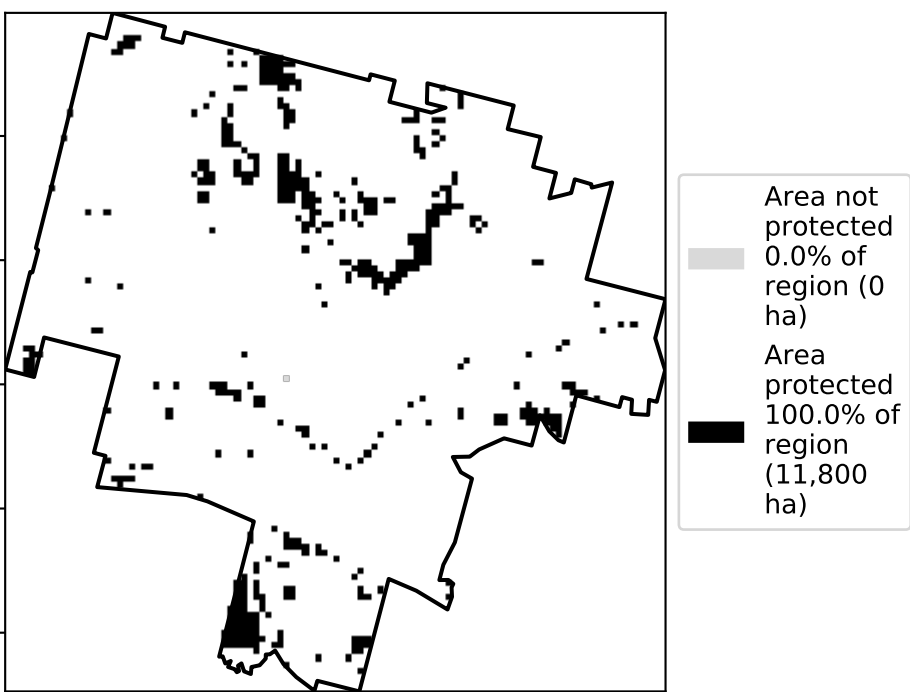 Area not
protected
0.0% of
region (0
ha)
Area
protected
100.0% of
region
(11,800
ha)